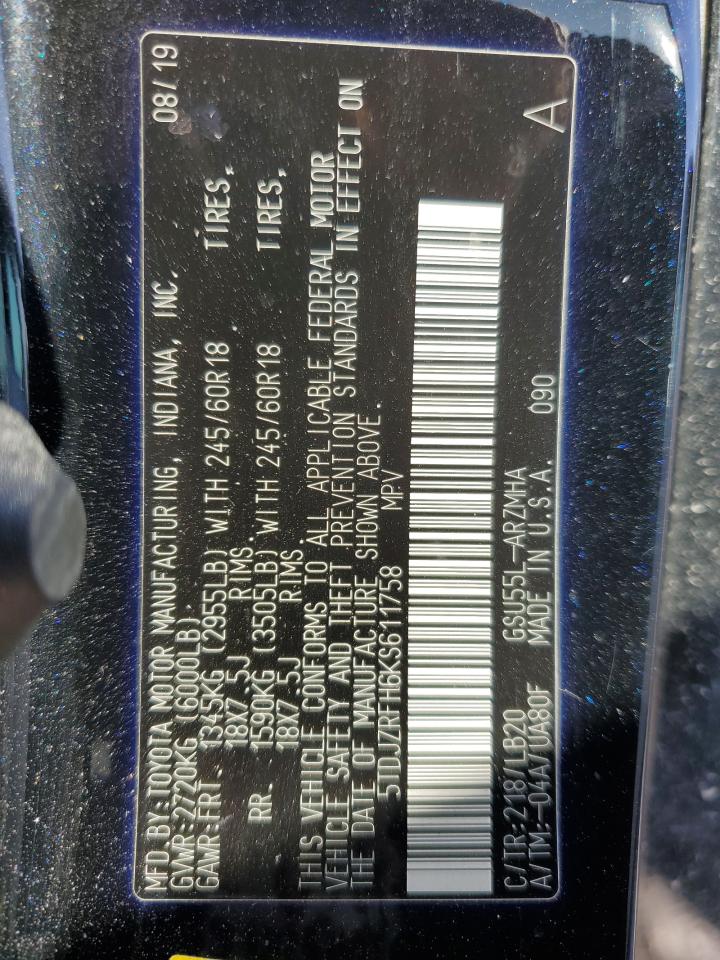 MFD.BY:TOYOTA MOTOR MANUFACTURING, INDIANA, INC. 08/19
GVWR:2720KG (6000LB).
GAWR:FRT. 1345KG (2955LB) WITH 245/60R18 TIRES,
18X7.5J RIMS.
RR. 1590KG (3505LB) WITH 245/60R18 TIRES,
18X7.5J RIMS.
THIS VEHICLE CONFORMS TO ALL APPLICABLE FEDERAL MOTOR
VEHICLE SAFETY AND THEFT PREVENTION STANDARDS IN EFFECT ON
THE DATE OF MANUFACTURE SHOWN ABOVE.
5TDJZRFH6KS611758 MPV
C/TR:218/LB20 GSU55L-ARZMHA 090
A/TM:-04A/UA80F MADE IN U.S.A. A